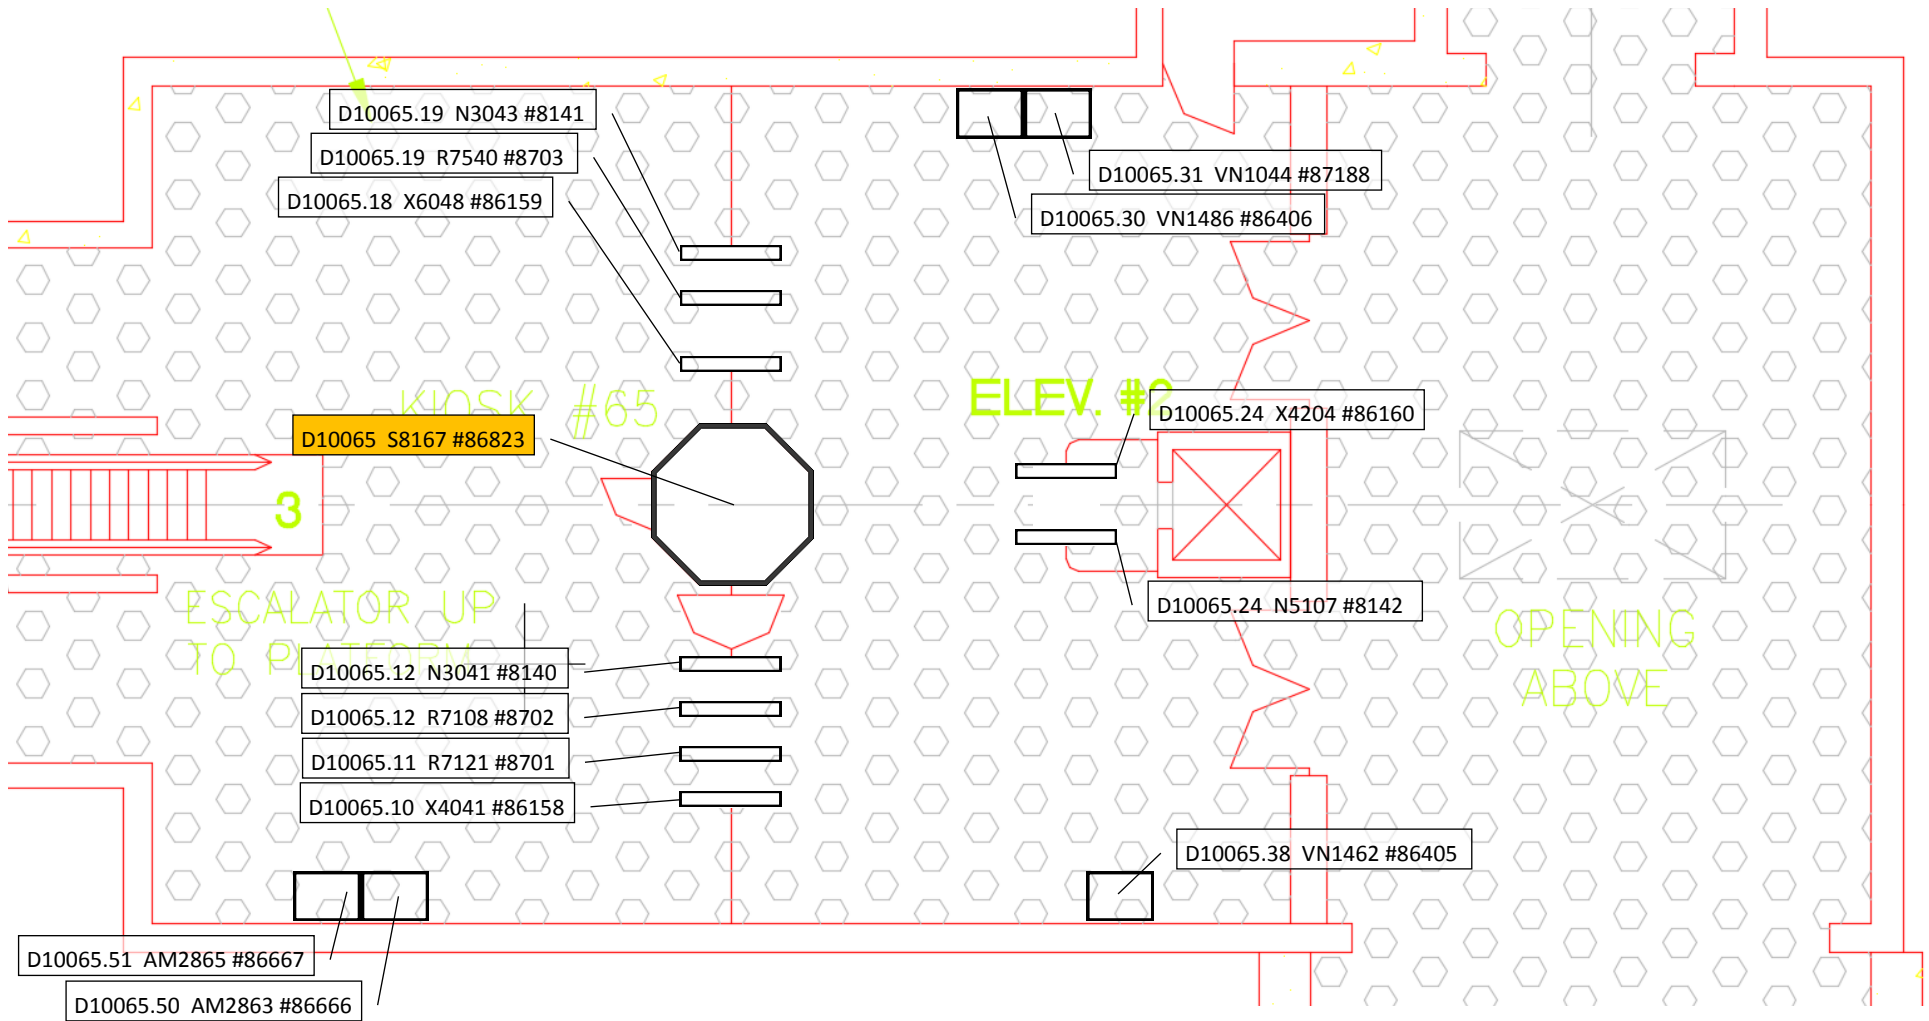 D10065.19 N3043 #8141
D10065.19 R7540 #8703
D10065.18 X6048 #86159
D10065.31 VN1044 #87188
D10065.30 VN1486 #86406
KIOSK #65
D10065 S8167 #86823
ELEV. #2
D10065.24 X4204 #86160
3
D10065.24 N5107 #8142
ESCALATOR UP
TO PLATFORM
OPENING
ABOVE
D10065.12 N3041 #8140
D10065.12 R7108 #8702
D10065.11 R7121 #8701
D10065.10 X4041 #86158
D10065.38 VN1462 #86405
D10065.51 AM2865 #86667
D10065.50 AM2863 #86666